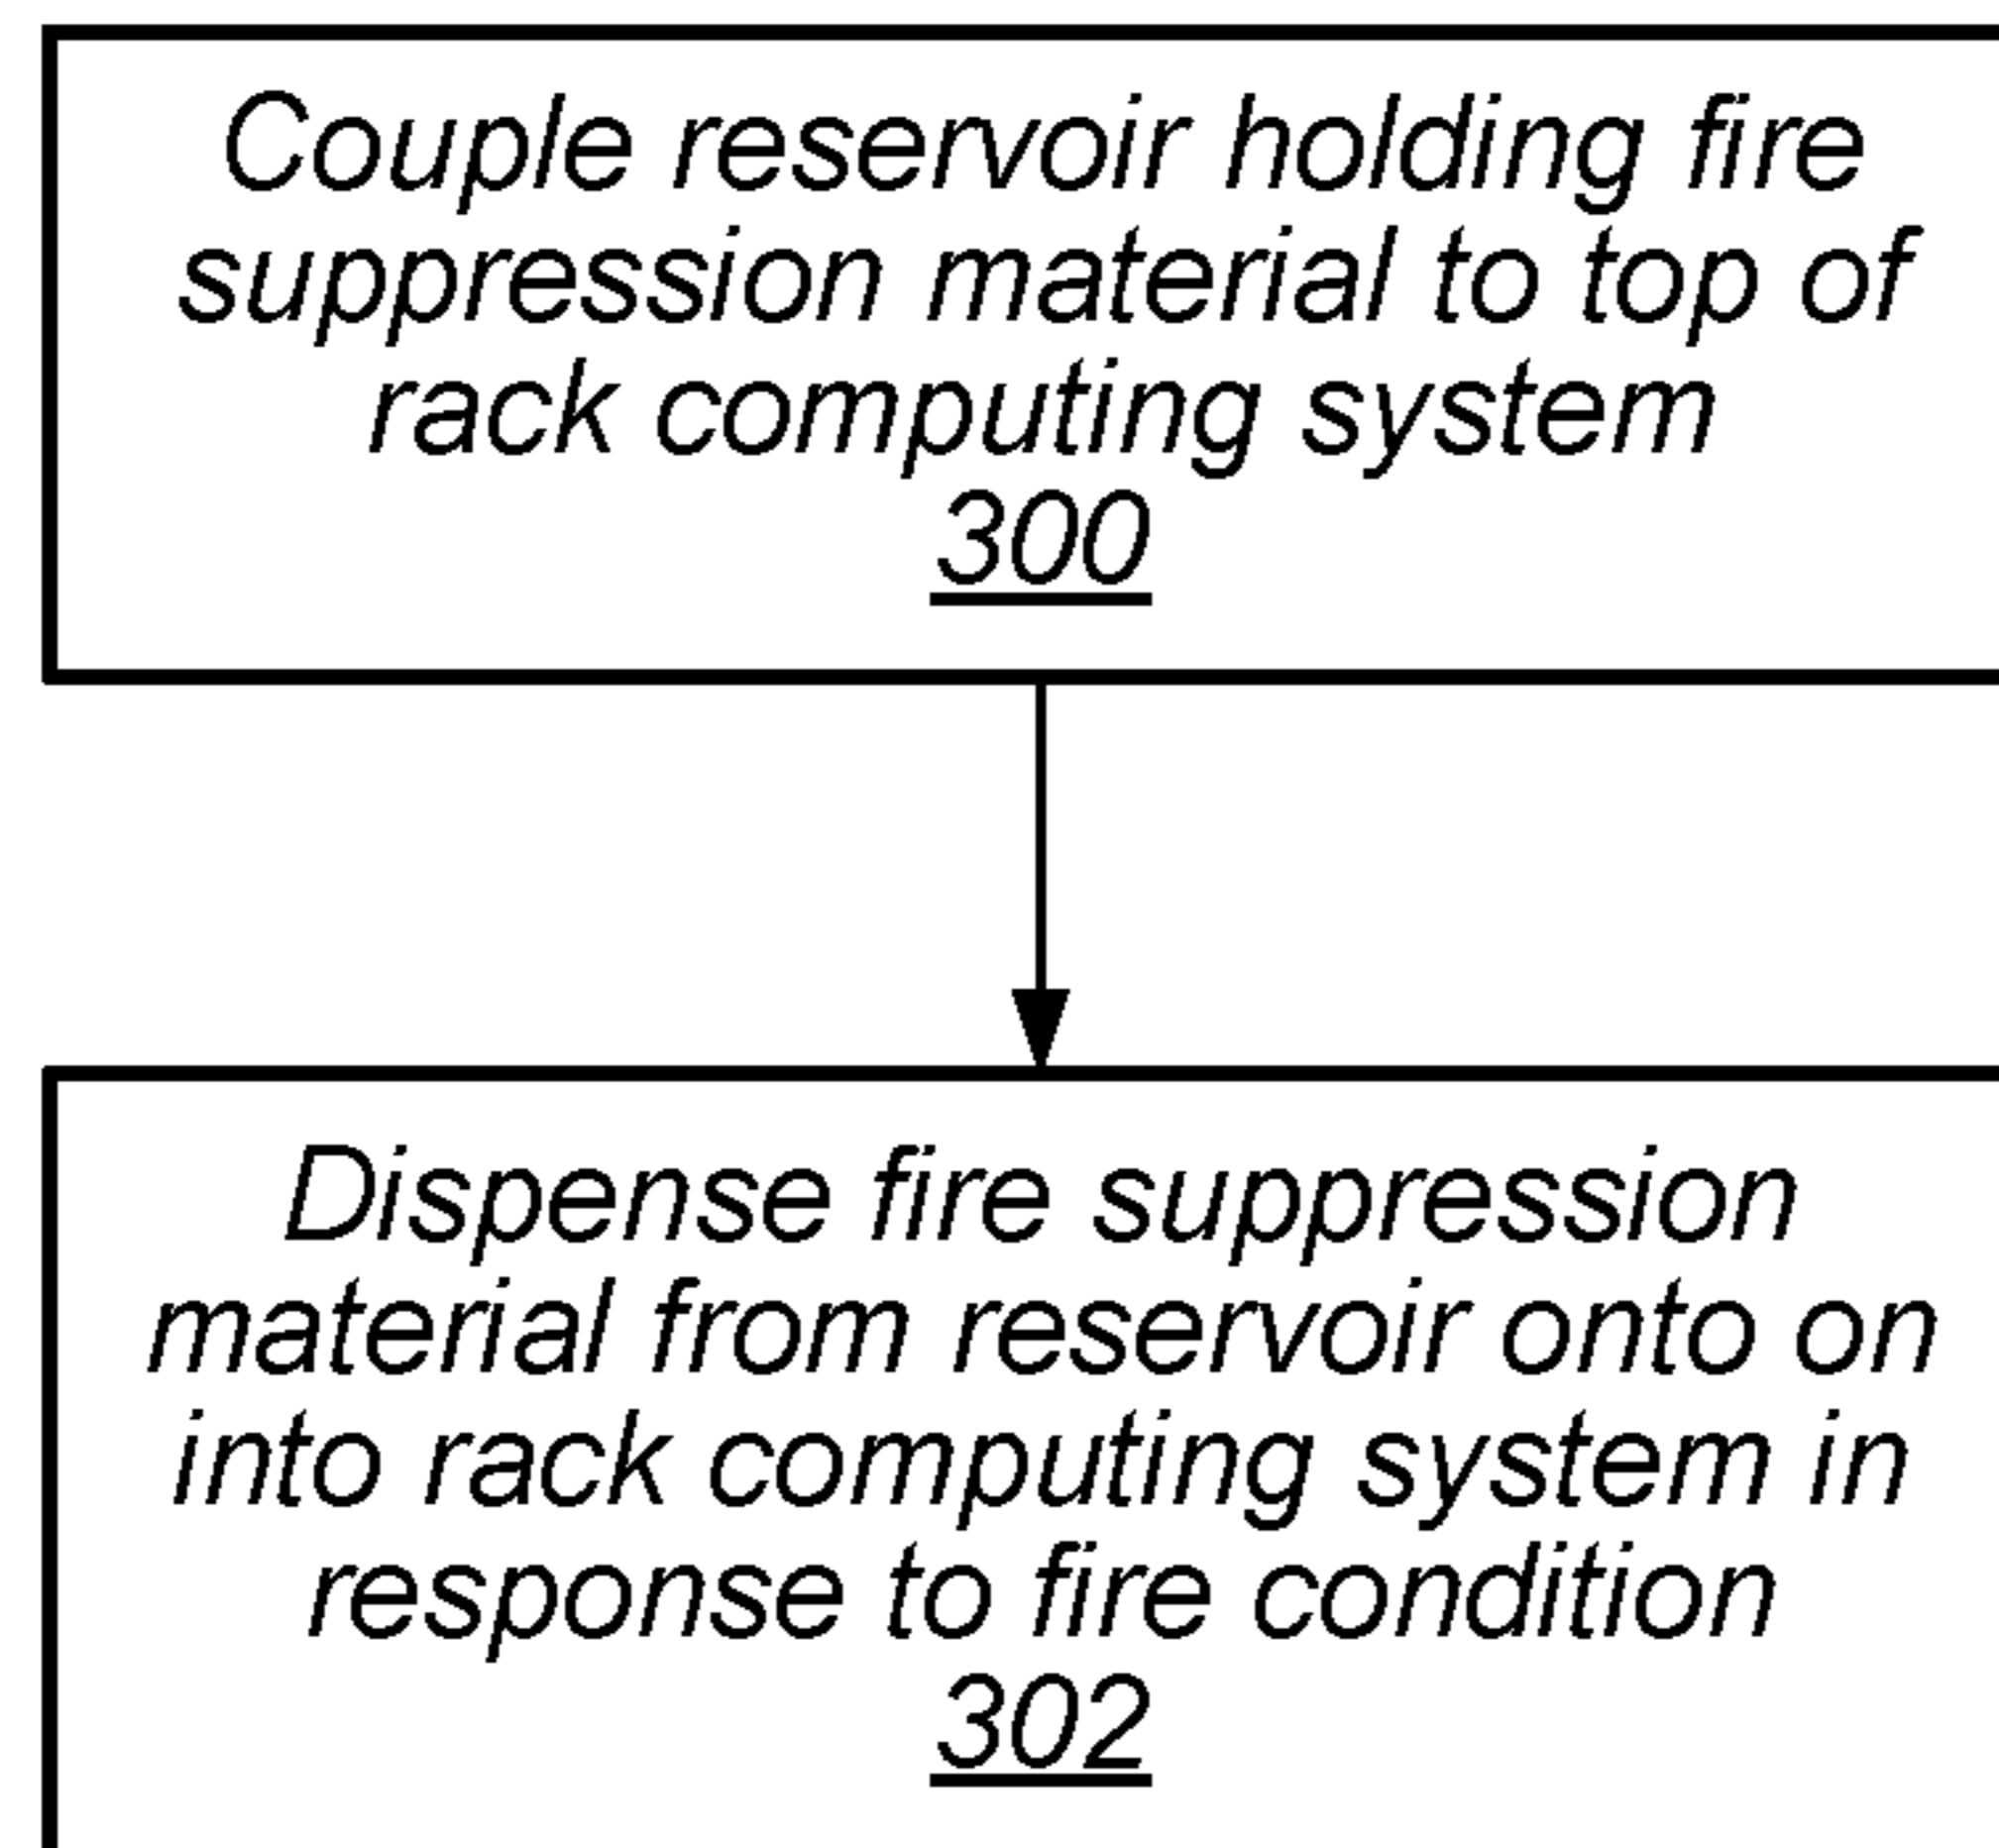 Couple reservoir holding fire
suppression material to top of
rack computing system
300
Dispense fire suppression
material from reservoir onto on
into rack computing system in
response to fire condition
302